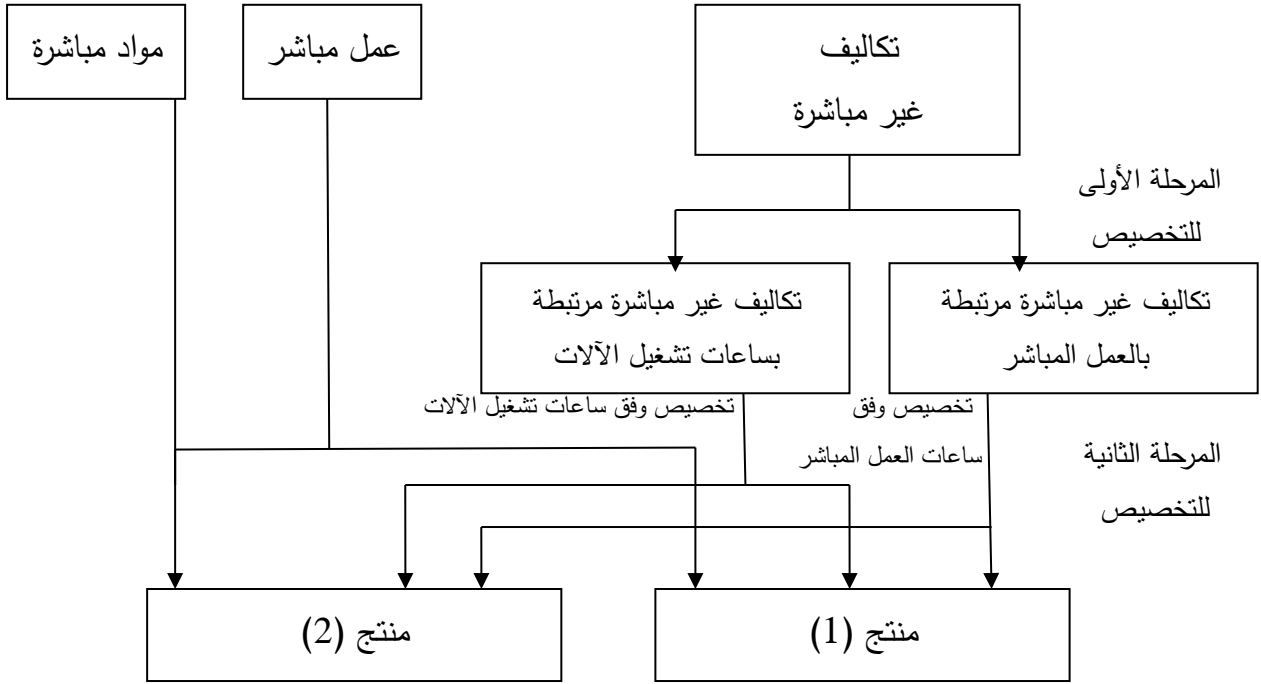 تكاليف
غير مباشرة
عمل مباشر
مواد مباشرة
المرحلة الأولى
للتخصيص
تكاليف غير مباشرة مرتبطة
بالعمل المباشر
تكاليف غير مباشرة مرتبطة
بساعات تشغيل الآلات
تخصيص وفق
ساعات العمل المباشر
تخصيص وفق ساعات تشغيل الآلات
المرحلة الثانية
للتخصيص
منتج (1)
منتج (2)